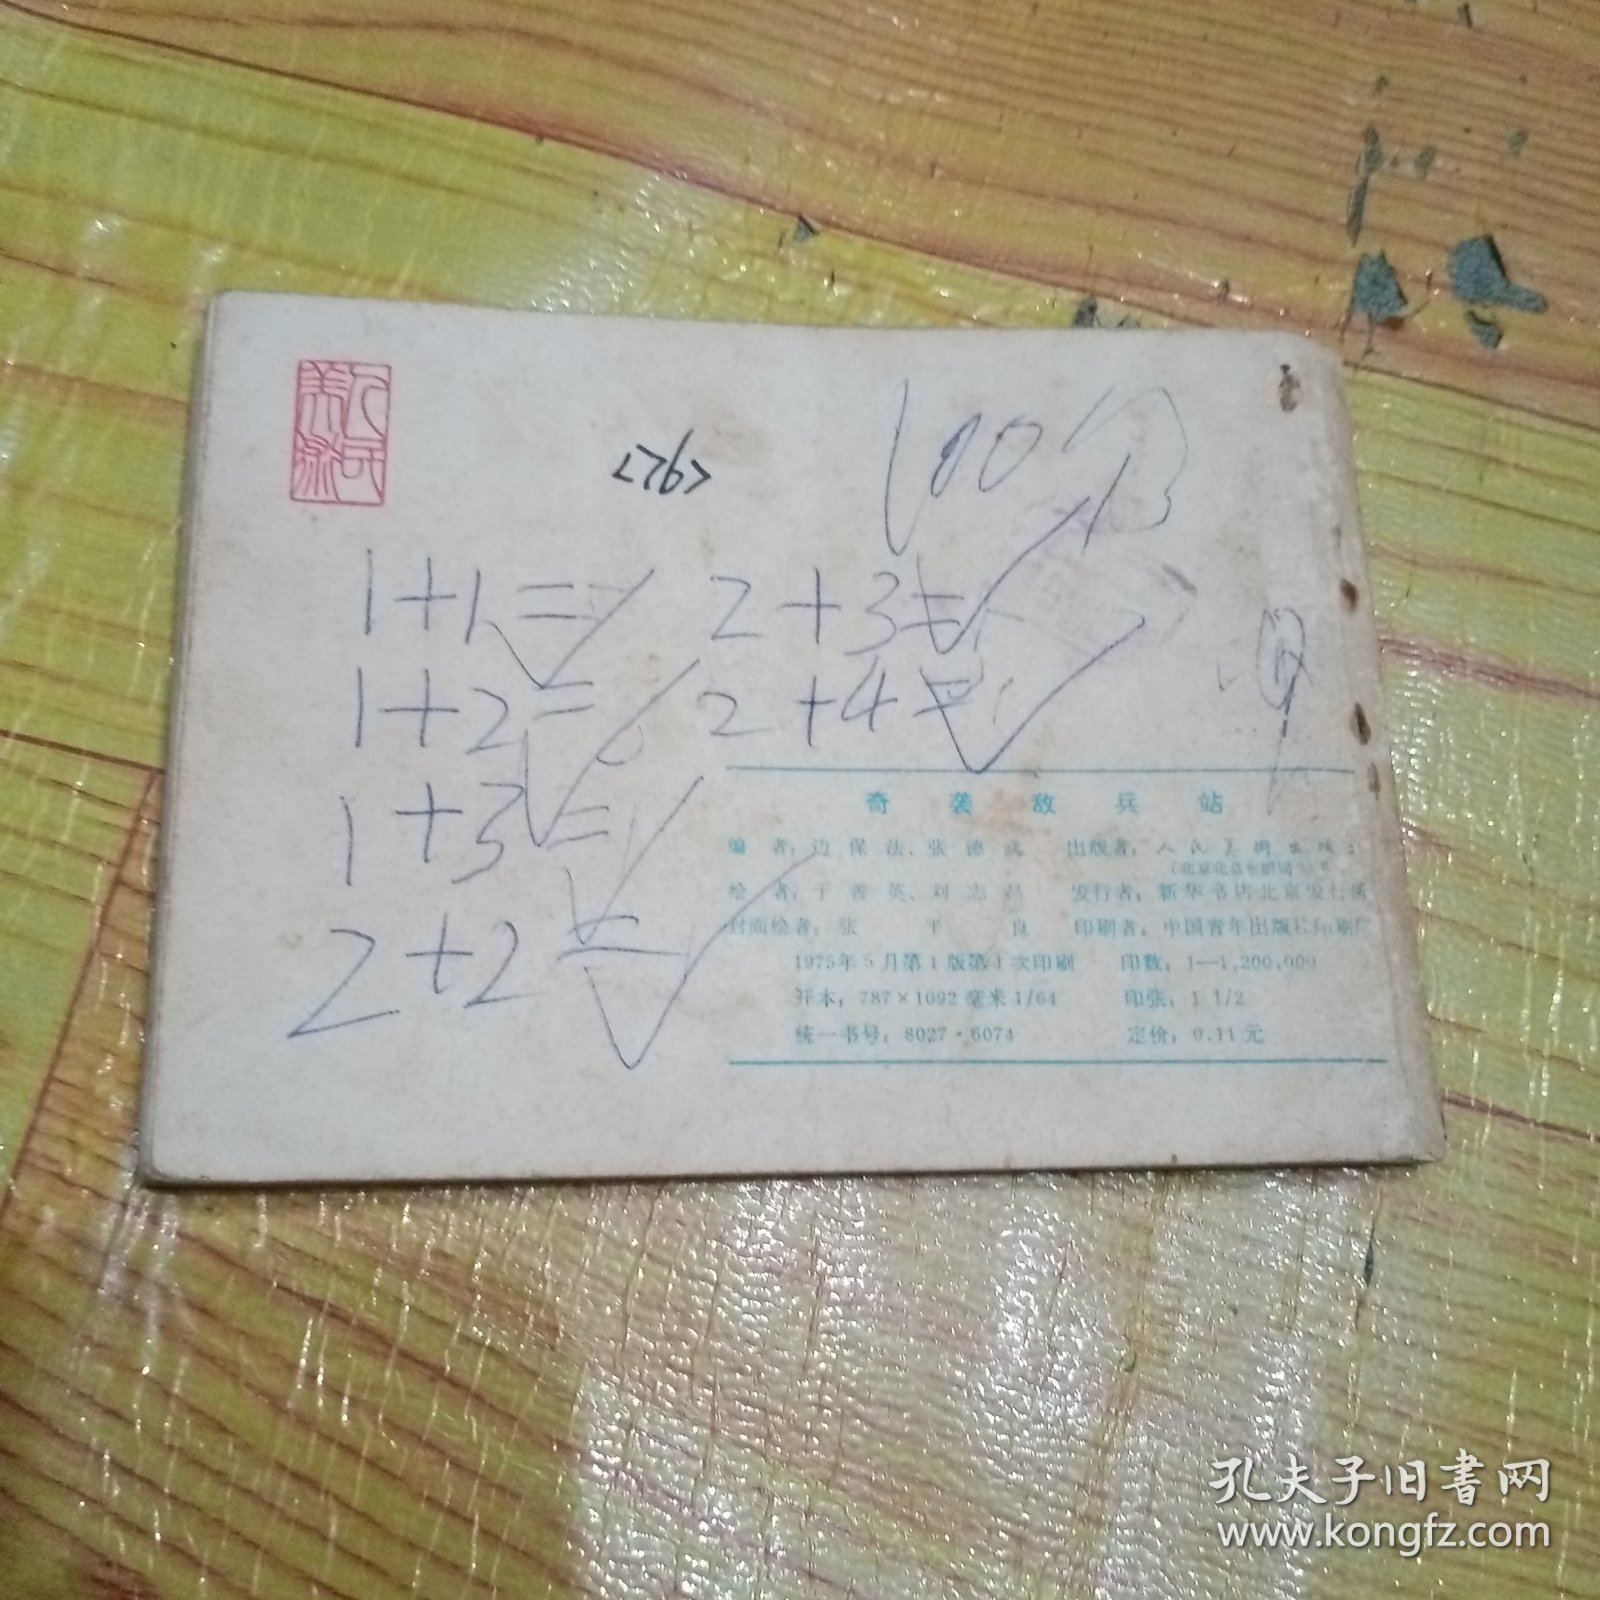 <76>
100分
1+1=
2+3=
1+2=
2+4=
1+3=
2+2=
奇袭敌兵站
编者：边保法、张德武 出版者：人民美术出版社
绘者：于善英、刘志昌 发行者：新华书店北京发行所
封面绘者：张平良 印刷者：中国青年出版社印刷厂
1975年5月第1版第1次印刷 印数：1—1,200,000
开本：787×1092毫米1/64 印张：1 1/2
统一书号：8027·6074 定价：0.11元
孔夫子旧書网
www.kongfz.com